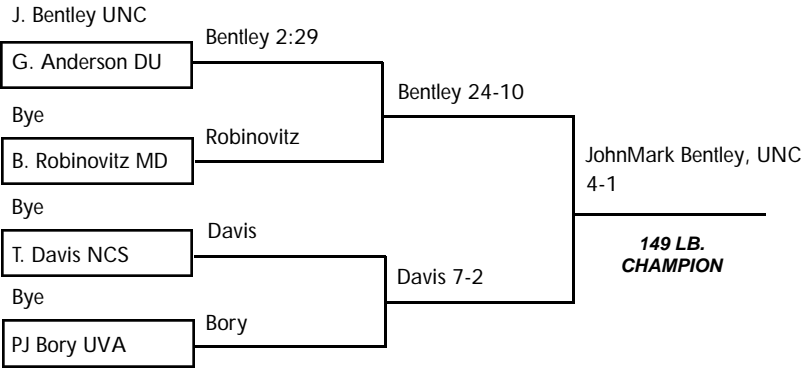 J. Bentley UNC
G. Anderson DU
Bye
B. Robinovitz MD
Bye
T. Davis NCS
Bye
PJ Bory UVA
Bentley 2:29
Robinovitz
Davis
Bory
Bentley 24-10
Davis 7-2
JohnMark Bentley, UNC
4-1
149 LB.
CHAMPION